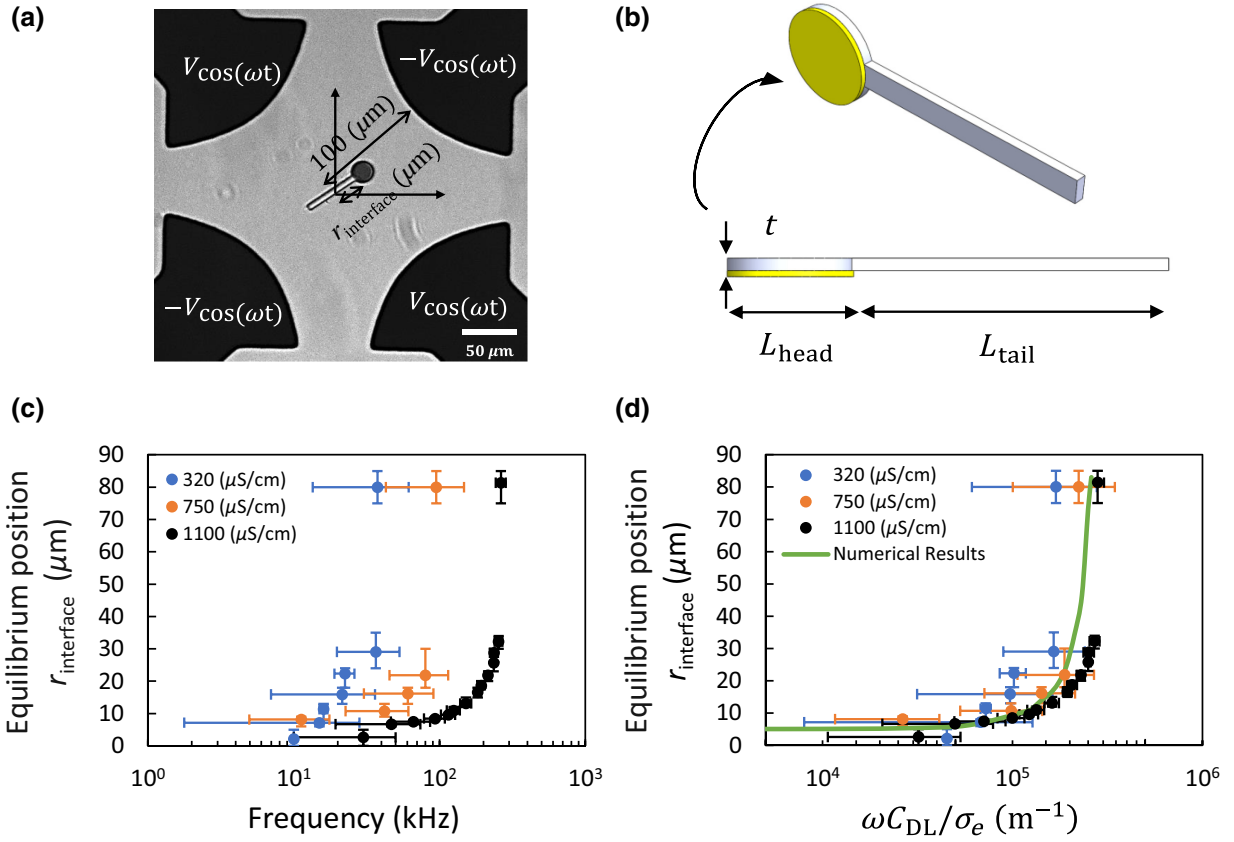 (a)
Vcos(ωt)
−Vcos(ωt)
100 (μm)
r_interface (μm)
−Vcos(ωt)
Vcos(ωt)
50 μm
(b)
t
L_head
L_tail
(c)
Equilibrium position
r_interface (μm)
90
80
70
60
50
40
30
20
10
0
320 (μS/cm)
750 (μS/cm)
1100 (μS/cm)
10^0
10^1
10^2
10^3
Frequency (kHz)
(d)
Equilibrium position
r_interface (μm)
90
80
70
60
50
40
30
20
10
0
320 (μS/cm)
750 (μS/cm)
1100 (μS/cm)
Numerical Results
10^4
10^5
10^6
ωC_DL/σ_e (m^−1)